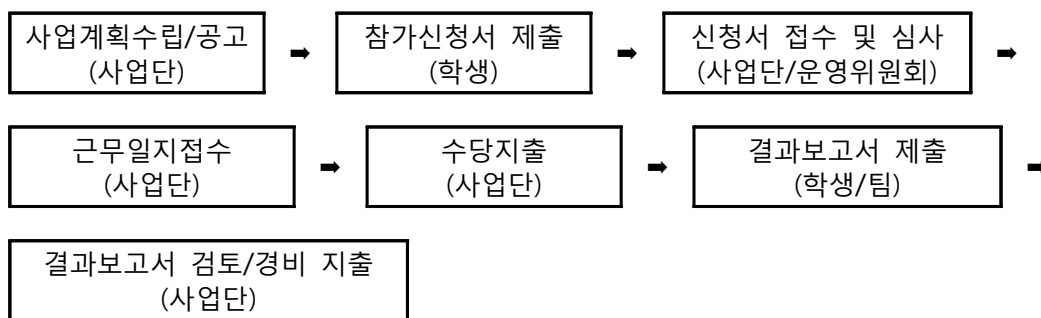 사업계획수립/공고
(사업단)
➡
참가신청서 제출
(학생)
➡
신청서 접수 및 심사
(사업단/운영위원회)
➡
근무일지접수
(사업단)
➡
수당지출
(사업단)
➡
결과보고서 제출
(학생/팀)
➡
결과보고서 검토/경비 지출
(사업단)